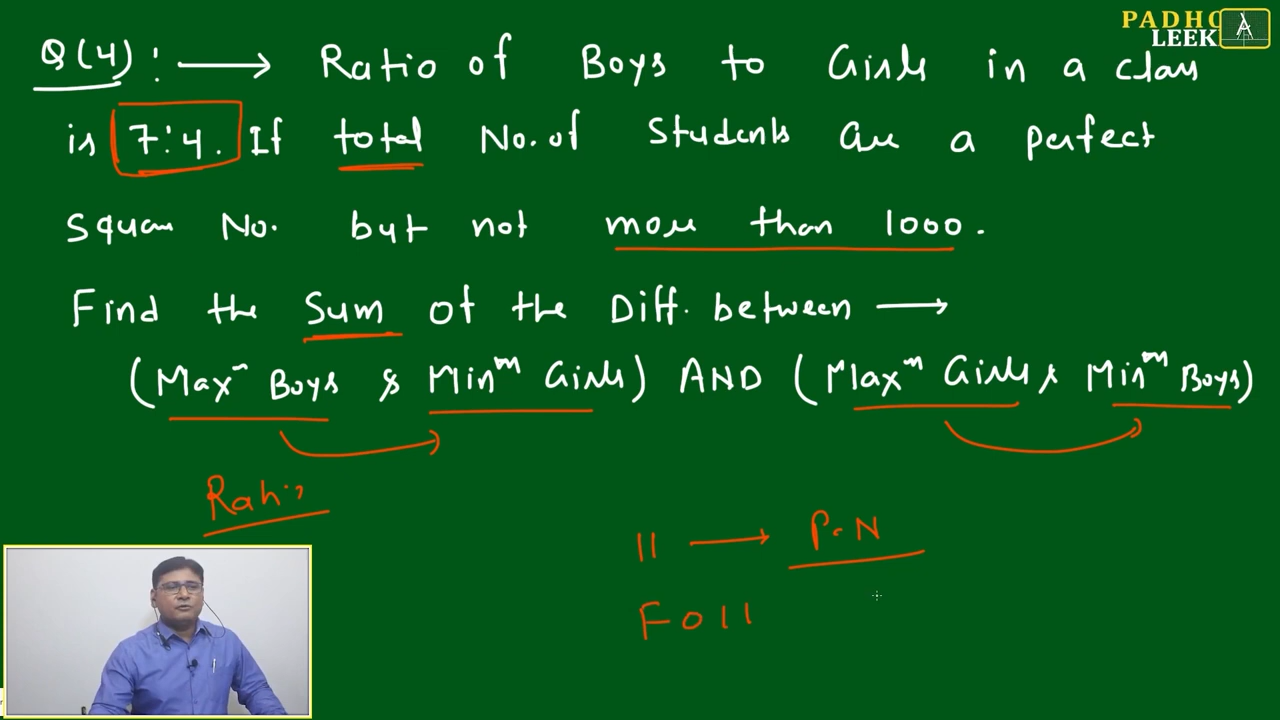 PADHO
LEEK
Q(4): → Ratio of Boys to Girls in a class
is 7:4. If total No. of Students are a perfect
Square No. but not more than 1000.
Find the Sum of the Diff. between →
(Maxm Boys & Minm Girls) AND (Maxm Girls & Minm Boys)
Ratio
11 → P.N
F 0 11